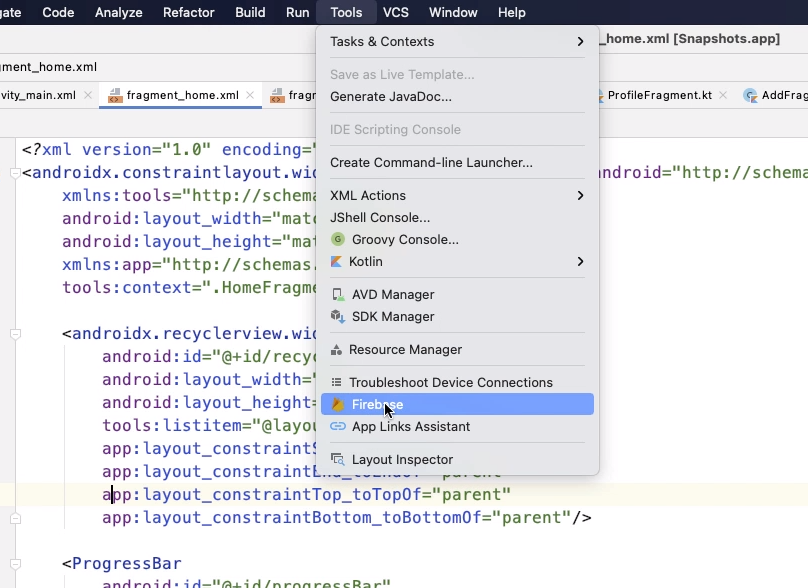 gate Code Analyze Refactor Build Run Tools VCS Window Help
_home.xml [Snapshots.app]
ment_home.xml
vity_main.xml fragment_home.xml fragr ProfileFragment.kt AddFrag
Tasks & Contexts
Save as Live Template...
Generate JavaDoc...
IDE Scripting Console
Create Command-line Launcher...
XML Actions
JShell Console...
G Groovy Console...
Kotlin
AVD Manager
SDK Manager
Resource Manager
Troubleshoot Device Connections
Firebase
App Links Assistant
Layout Inspector
<?xml version="1.0" encoding="
<androidx.constraintlayout.wid ndroid="http://schema
xmlns:tools="http://schema
android:layout_width="matc
android:layout_height="mat
xmlns:app="http://schemas.
tools:context=".HomeFragme
<androidx.recyclerview.wid
android:id="@+id/recy
android:layout_width="
android:layout_height=
tools:listitem="@layou
app:layout_constraintS
app:layout_constraintEnd_toEndOf="parent"
app:layout_constraintTop_toTopOf="parent"
app:layout_constraintBottom_toBottomOf="parent"/>
<ProgressBar
android:id="@+id/progressBar"